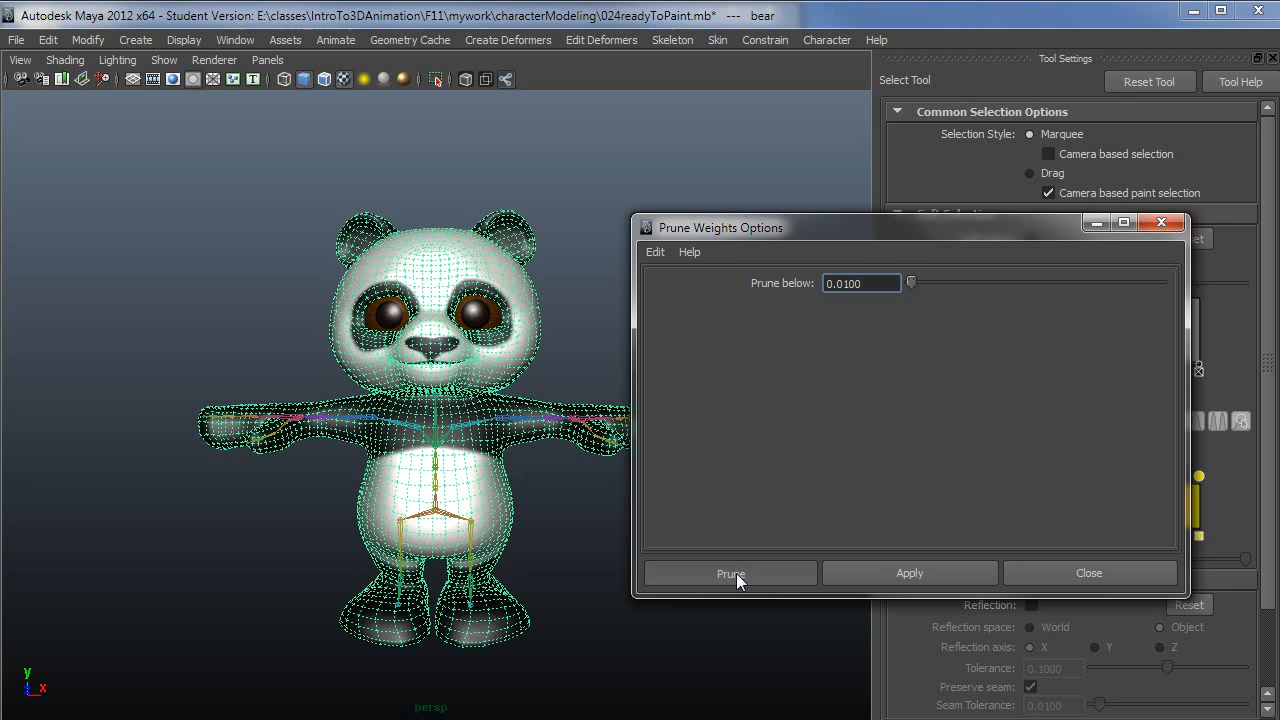 Autodesk Maya 2012 x64 - Student Version: E:\classes\IntroTo3DAnimation\F11\mywork\characterModeling\024readyToPaint.mb* --- bear
File Edit Modify Create Display Window Assets Animate Geometry Cache Create Deformers Edit Deformers Skeleton Skin Constrain Character Help
View Shading Lighting Show Renderer Panels
Tool Settings
Select Tool Reset Tool Tool Help
Common Selection Options
Selection Style: Marquee
Camera based selection
Drag
Camera based paint selection
Prune Weights Options
Edit Help
Prune below: 0.0100
Prune Apply Close
Reflection: Reset
Reflection space: World Object
Reflection axis: X Y Z
Tolerance: 0.1000
Preserve seam:
Seam Tolerance: 0.0100
y
x
persp